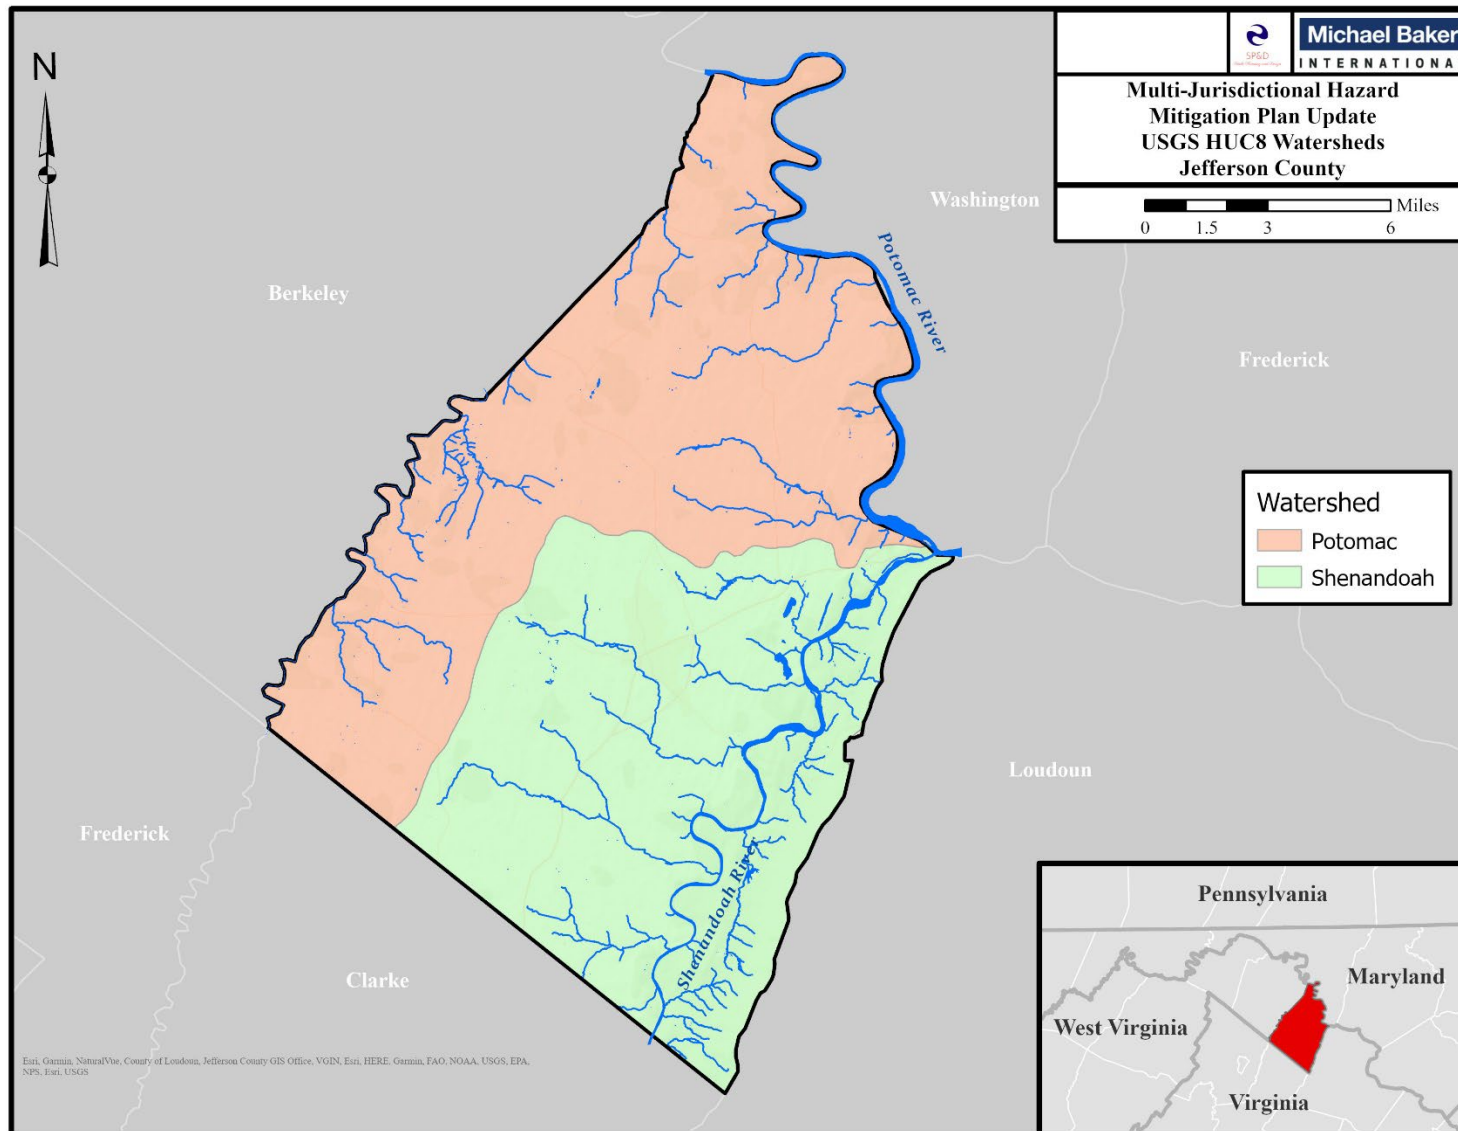 N
SP&D
Michael Baker
INTERNATIONA
Multi-Jurisdictional Hazard
Mitigation Plan Update
USGS HUC8 Watersheds
Jefferson County
Miles
0 1.5 3 6
Washington
Potomac River
Berkeley
Frederick
Watershed
Potomac
Shenandoah
Loudoun
Frederick
Shenandoah River
Clarke
Pennsylvania
Maryland
West Virginia
Virginia
Esri, Garmin, NaturalVue, County of Loudoun, Jefferson County GIS Office, VGIN, Esri, HERE, Garmin, FAO, NOAA, USGS, EPA,
NPS, Esri, USGS